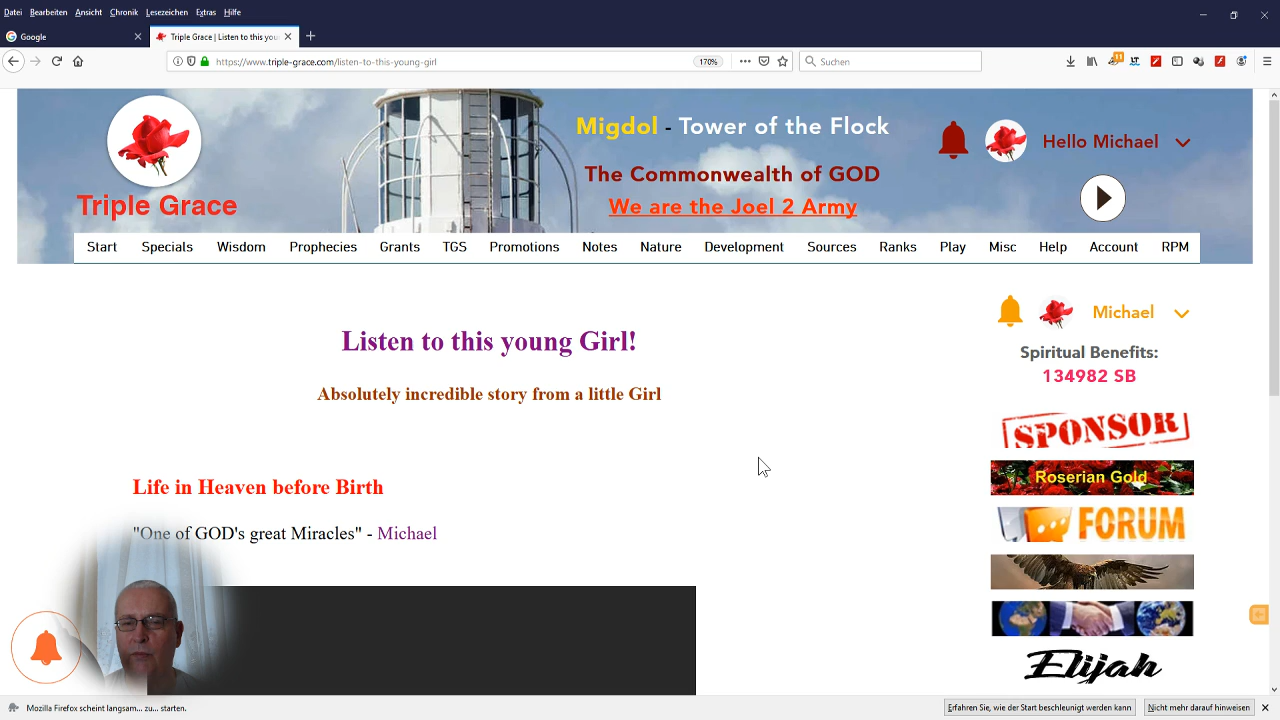 Datei Bearbeiten Ansicht Chronik Lesezeichen Extras Hilfe
Google
Triple Grace | Listen to this you
https://www.triple-grace.com/listen-to-this-young-girl
170%
Suchen
11
LT
Migdol - Tower of the Flock
The Commonwealth of GOD
We are the Joel 2 Army
Hello Michael
Triple Grace
Start Specials Wisdom Prophecies Grants TGS Promotions Notes Nature Development Sources Ranks Play Misc Help Account RPM
Listen to this young Girl!
Absolutely incredible story from a little Girl
Life in Heaven before Birth
"One of GOD's great Miracles" - Michael
Michael
Spiritual Benefits:
134982 SB
SPONSOR
Roserian Gold
FORUM
Elijah
Mozilla Firefox scheint langsam... zu... starten.
Erfahren Sie, wie der Start beschleunigt werden kann
Nicht mehr darauf hinweisen